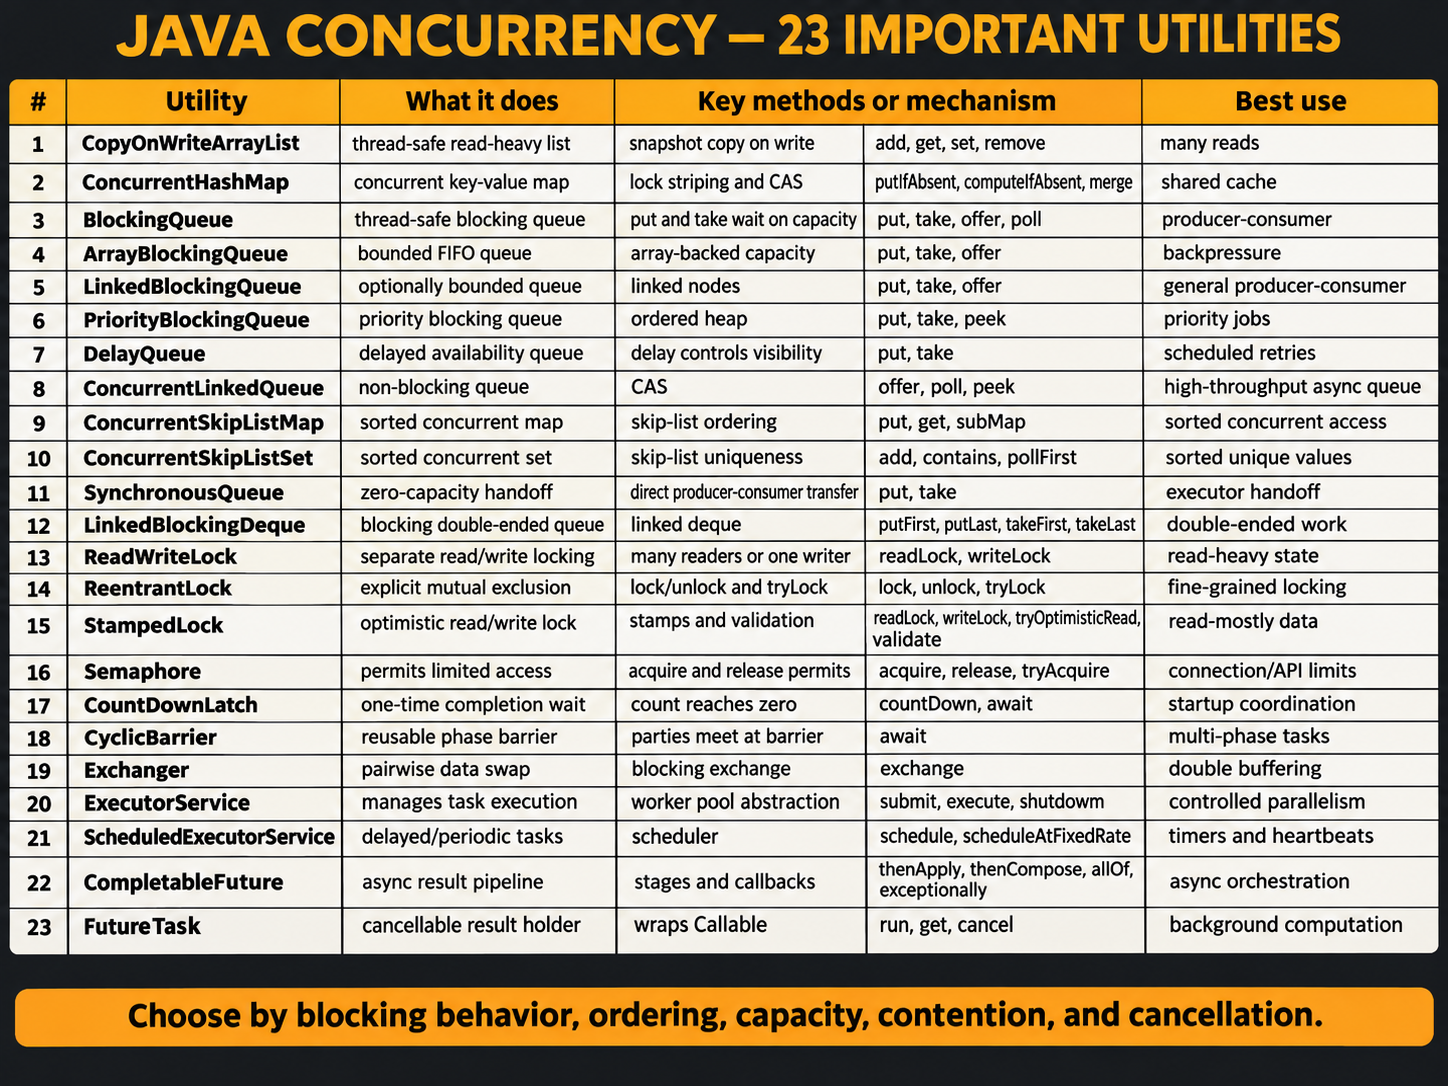 JAVA CONCURRENCY — 23 IMPORTANT UTILITIES
# Utility What it does Key methods or mechanism Best use
1 CopyOnWriteArrayList thread-safe read-heavy list snapshot copy on write add, get, set, remove many reads
2 ConcurrentHashMap concurrent key-value map lock striping and CAS putIfAbsent, computeIfAbsent, merge shared cache
3 BlockingQueue thread-safe blocking queue put and take wait on capacity put, take, offer, poll producer-consumer
4 ArrayBlockingQueue bounded FIFO queue array-backed capacity put, take, offer backpressure
5 LinkedBlockingQueue optionally bounded queue linked nodes put, take, offer general producer-consumer
6 PriorityBlockingQueue priority blocking queue ordered heap put, take, peek priority jobs
7 DelayQueue delayed availability queue delay controls visibility put, take scheduled retries
8 ConcurrentLinkedQueue non-blocking queue CAS offer, poll, peek high-throughput async queue
9 ConcurrentSkipListMap sorted concurrent map skip-list ordering put, get, subMap sorted concurrent access
10 ConcurrentSkipListSet sorted concurrent set skip-list uniqueness add, contains, pollFirst sorted unique values
11 SynchronousQueue zero-capacity handoff direct producer-consumer transfer put, take executor handoff
12 LinkedBlockingDeque blocking double-ended queue linked deque putFirst, putLast, takeFirst, takeLast double-ended work
13 ReadWriteLock separate read/write locking many readers or one writer readLock, writeLock read-heavy state
14 ReentrantLock explicit mutual exclusion lock/unlock and tryLock lock, unlock, tryLock fine-grained locking
15 StampedLock optimistic read/write lock stamps and validation readLock, writeLock, tryOptimisticRead, read-mostly data
validate
16 Semaphore permits limited access acquire and release permits acquire, release, tryAcquire connection/API limits
17 CountDownLatch one-time completion wait count reaches zero countDown, await startup coordination
18 CyclicBarrier reusable phase barrier parties meet at barrier await multi-phase tasks
19 Exchanger pairwise data swap blocking exchange exchange double buffering
20 ExecutorService manages task execution worker pool abstraction submit, execute, shutdowm controlled parallelism
21 ScheduledExecutorService delayed/periodic tasks scheduler schedule, scheduleAtFixedRate timers and heartbeats
22 CompletableFuture async result pipeline stages and callbacks thenApply, thenCompose, allOf, async orchestration
exceptionally
23 FutureTask cancellable result holder wraps Callable run, get, cancel background computation
Choose by blocking behavior, ordering, capacity, contention, and cancellation.